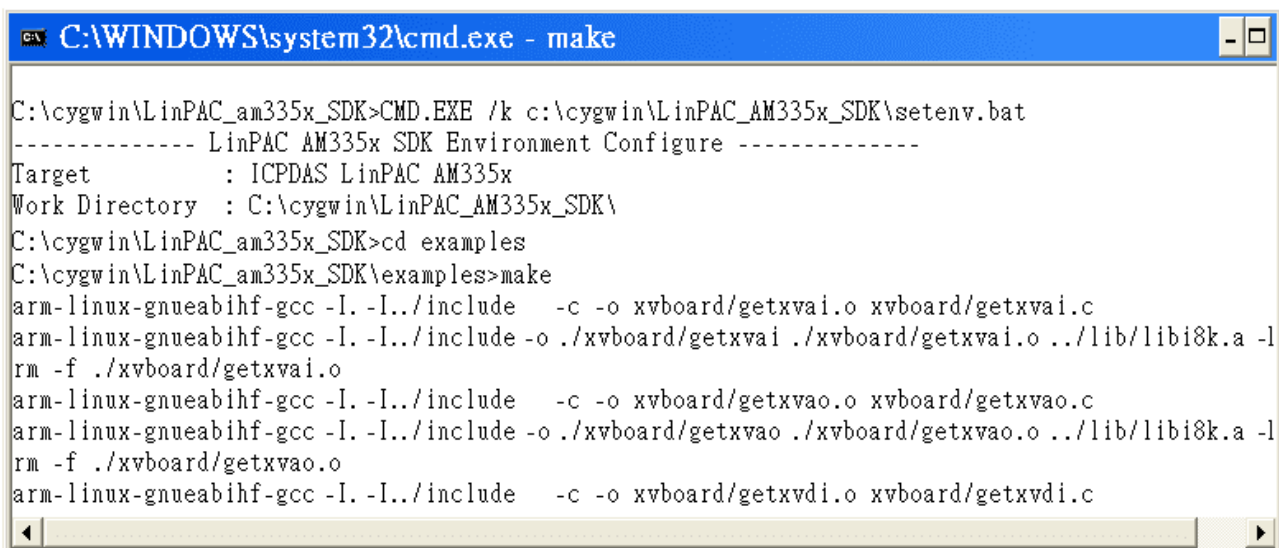 C:\WINDOWS\system32\cmd.exe - make
C:\cygwin\LinPAC_am335x_SDK>CMD.EXE /k c:\cygwin\LinPAC_AM335x_SDK\setenv.bat
-------------- LinPAC AM335x SDK Environment Configure --------------
Target : ICPDAS LinPAC AM335x
Work Directory : C:\cygwin\LinPAC_AM335x_SDK\
C:\cygwin\LinPAC_am335x_SDK>cd examples
C:\cygwin\LinPAC_am335x_SDK\examples>make
arm-linux-gnueabihf-gcc -I. -I../include -c -o xvboard/getxvai.o xvboard/getxvai.c
arm-linux-gnueabihf-gcc -I. -I../include -o ./xvboard/getxvai ./xvboard/getxvai.o ../lib/libi8k.a -l
rm -f ./xvboard/getxvai.o
arm-linux-gnueabihf-gcc -I. -I../include -c -o xvboard/getxvao.o xvboard/getxvao.c
arm-linux-gnueabihf-gcc -I. -I../include -o ./xvboard/getxvao ./xvboard/getxvao.o ../lib/libi8k.a -l
rm -f ./xvboard/getxvao.o
arm-linux-gnueabihf-gcc -I. -I../include -c -o xvboard/getxvdi.o xvboard/getxvdi.c